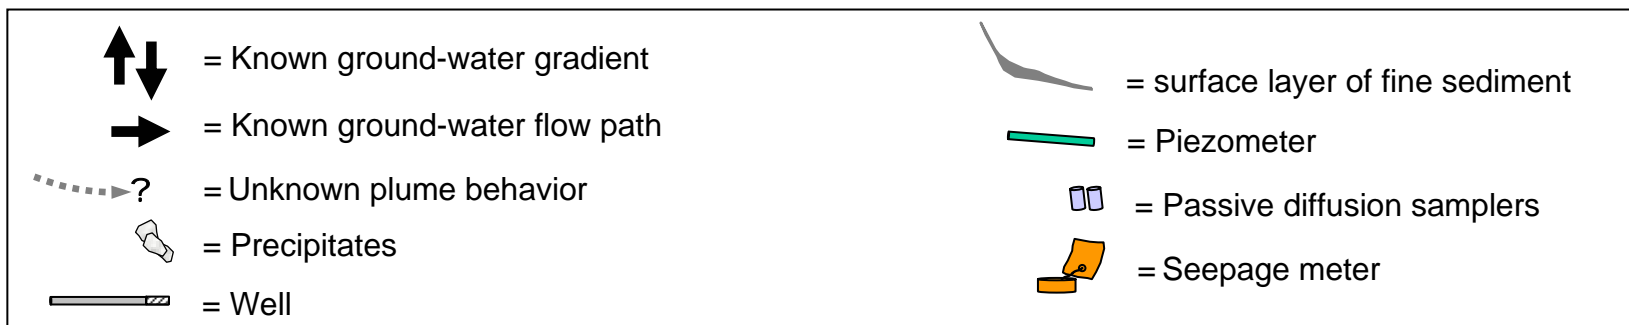 = Known ground-water gradient
= Known ground-water flow path
? = Unknown plume behavior
= Precipitates
= Well
= surface layer of fine sediment
= Piezometer
= Passive diffusion samplers
= Seepage meter